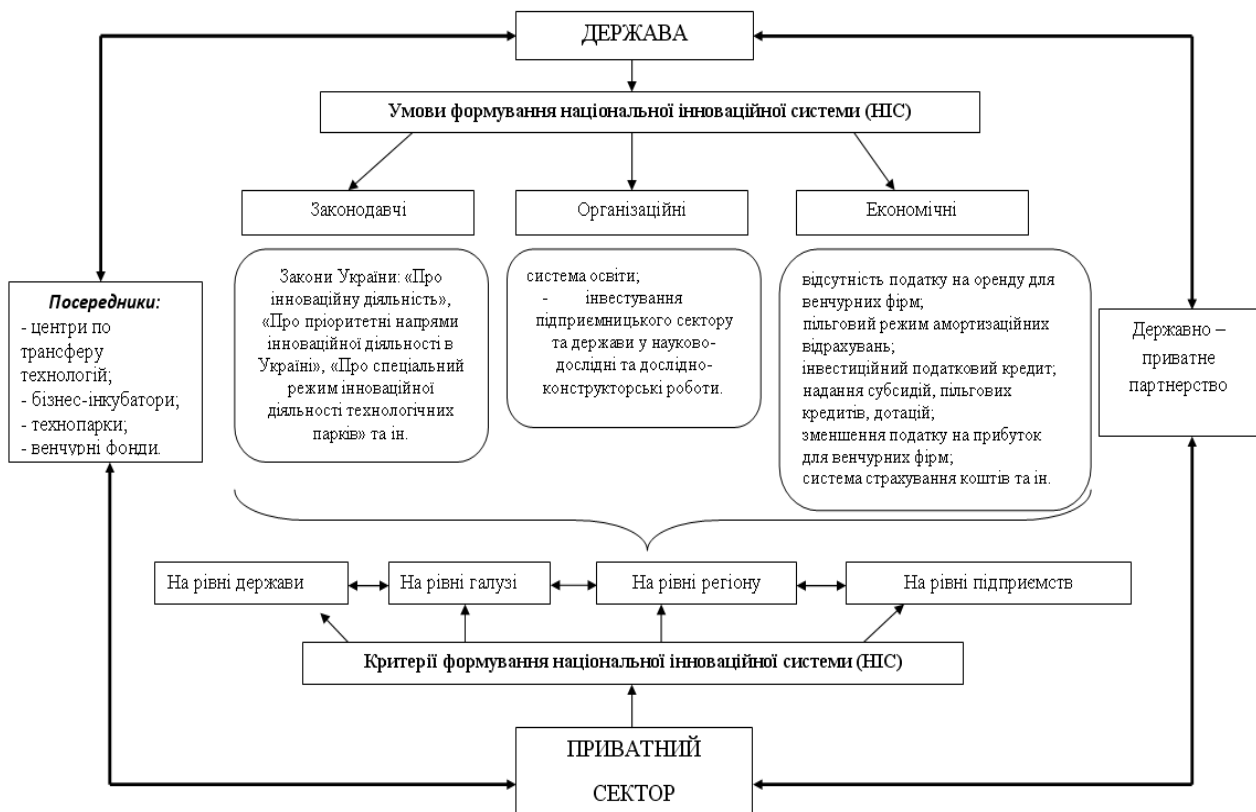 ДЕРЖАВА
Умови формування національної інноваційної системи (НІС)
Законодавчі
Організаційні
Економічні
Посередники:
- центри по
трансферу
технологій;
- бізнес-інкубатори;
- технопарки;
- венчурні фонди.
Закони України: «Про
інноваційну діяльність»,
«Про пріоритетні напрями
інноваційної діяльності в
Україні», «Про спеціальний
режим інноваційної
діяльності технологічних
парків» та ін.
система освіти;
- інвестування
підприємницького сектору
та держави у науково-
дослідні та дослідно-
конструкторські роботи.
відсутність податку на оренду для
венчурних фірм;
пільговий режим амортизаційних
відрахувань;
інвестиційний податковий кредит;
надання субсидій, пільгових
кредитів, дотацій;
зменшення податку на прибуток
для венчурних фірм;
система страхування коштів та ін.
Державно –
приватне
партнерство
На рівні держави
На рівні галузі
На рівні регіону
На рівні підприємств
Критерії формування національної інноваційної системи (НІС)
ПРИВАТНИЙ
СЕКТОР